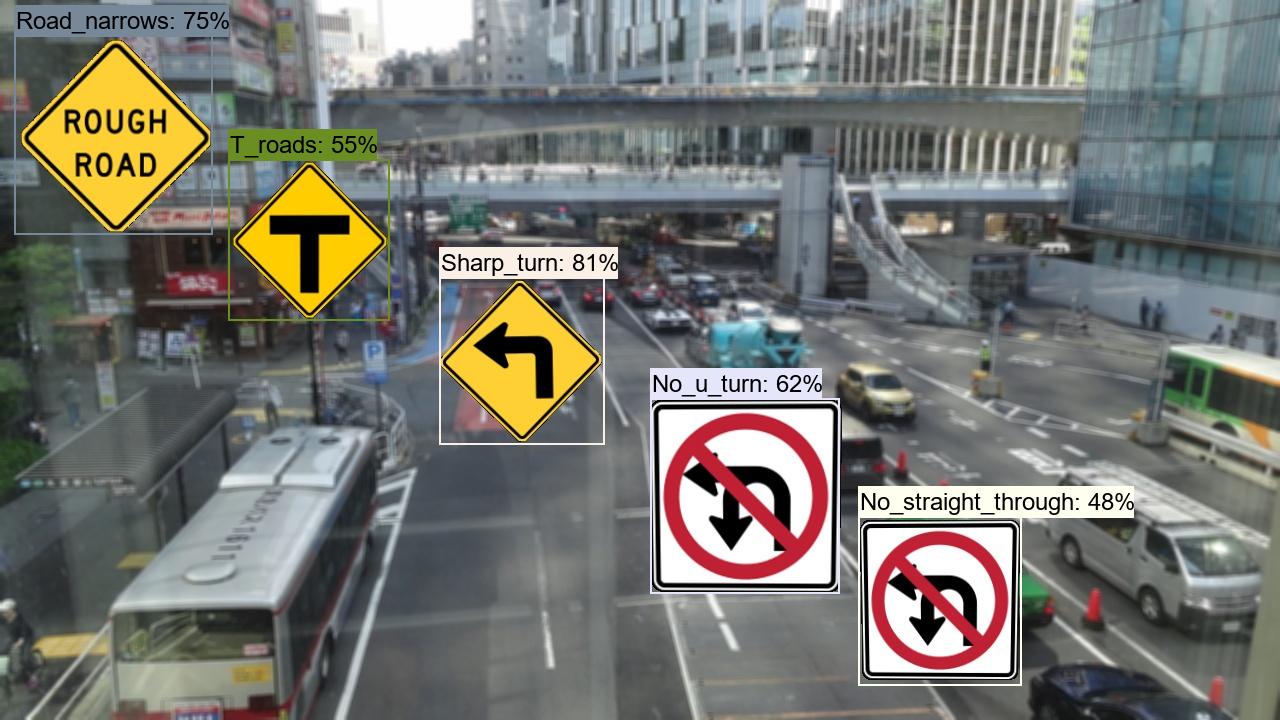 Road_narrows: 75%
ROUGH
ROAD
T_roads: 55%
T
Sharp_turn: 81%
No_u_turn: 62%
No_straight_through: 48%